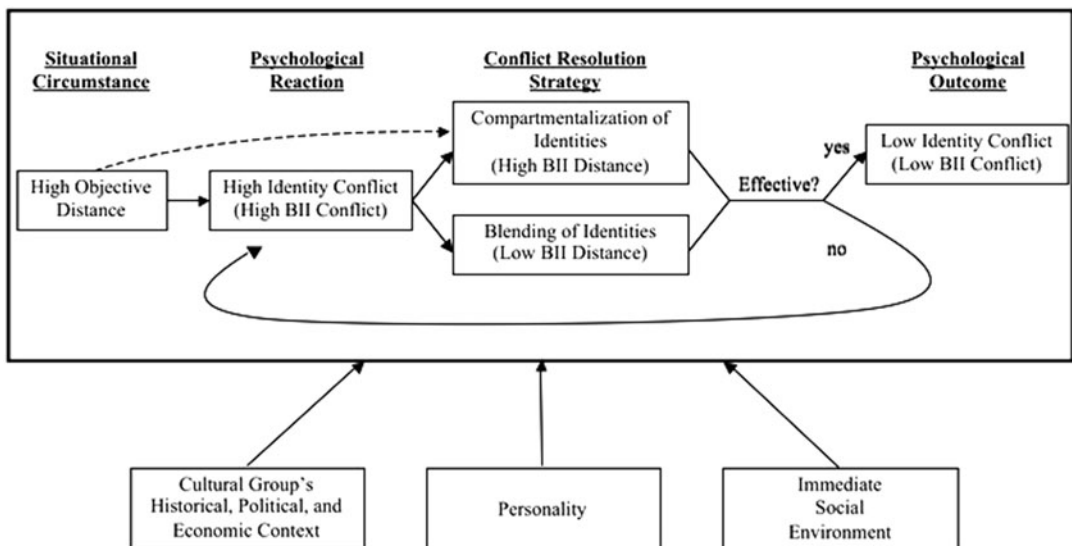 Situational
Circumstance
Psychological
Reaction
Conflict Resolution
Strategy
Psychological
Outcome
High Objective
Distance
High Identity Conflict
(High BII Conflict)
Compartmentalization of
Identities
(High BII Distance)
Blending of Identities
(Low BII Distance)
Effective?
yes
no
Low Identity Conflict
(Low BII Conflict)
Cultural Group's
Historical, Political, and
Economic Context
Personality
Immediate
Social
Environment